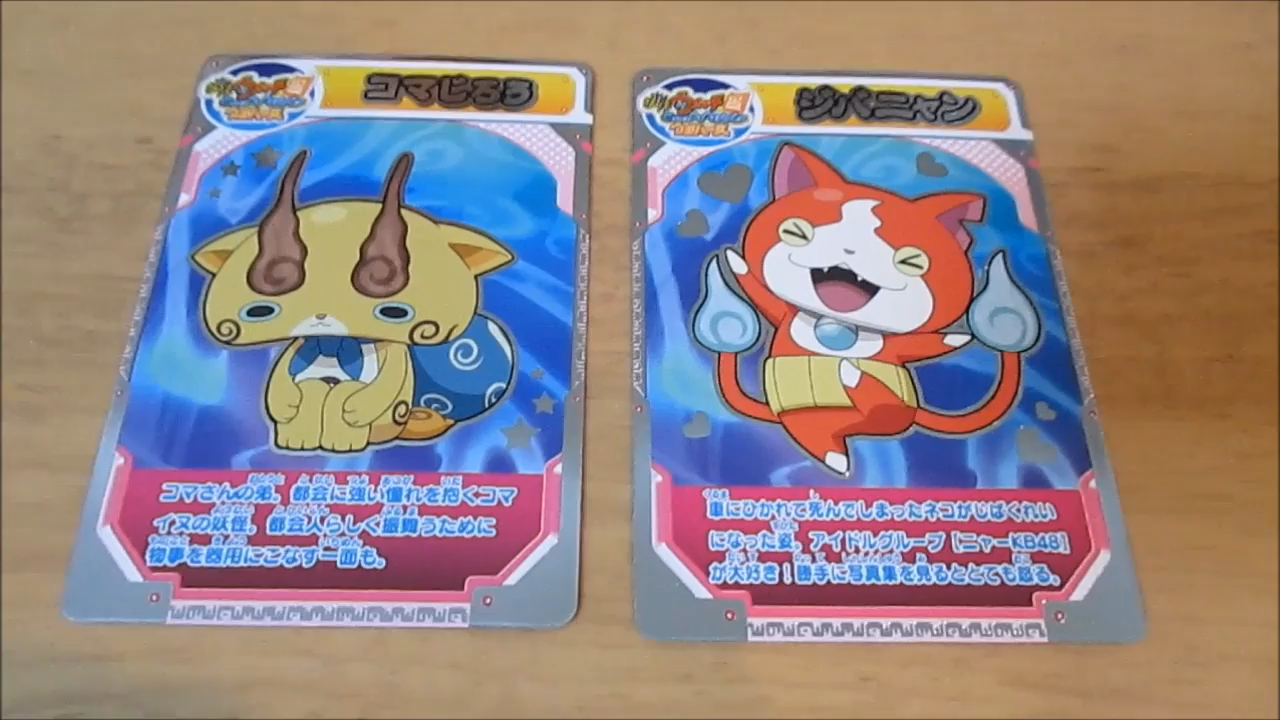 コマじろう
コマさんの弟。都会に強い憧れを抱くコマ
イヌの妖怪。都会人らしく振舞うために
物事を器用にこなす一面も。
ジバニャン
車にひかれて死んでしまったネコがじばくれい
になった姿。アイドルグループ【ニャーKB48】
が大好き！勝手に写真集を見るととても怒る。